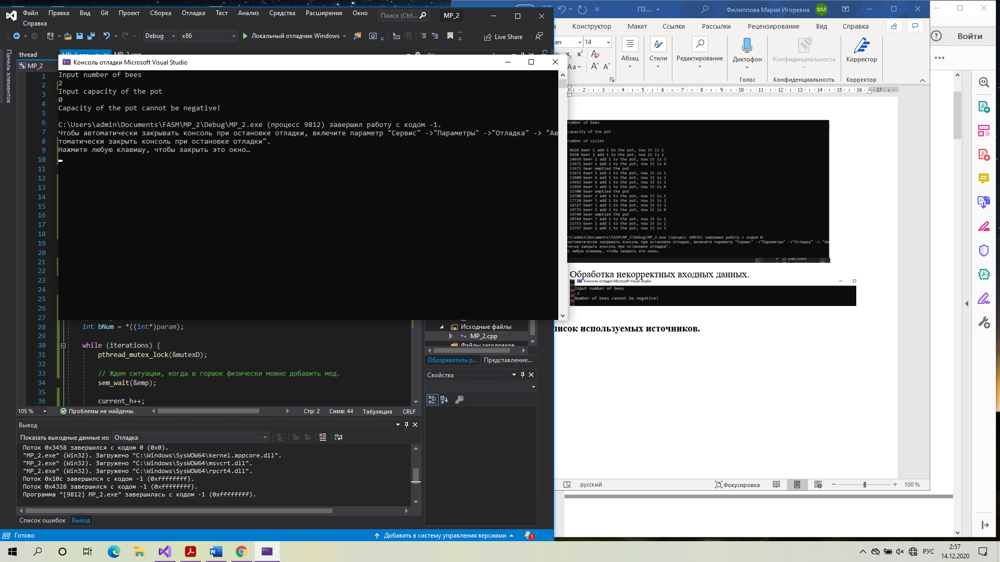 Файл Правка Вид Git Проект Сборка Отладка Тест Анализ Средства Расширения Окно
Справка
Поиск (Ctrl...
MP_2
Debug x86 Локальный отладчик Windows Live Share
Панель элементов
thread
MP_2
Консоль отладки Microsoft Visual Studio
Input number of bees
2
Input capacity of the pot
0
Capacity of the pot cannot be negative!
C:\Users\admin\Documents\FASM\MP_2\Debug\MP_2.exe (процесс 9812) завершил работу с кодом -1.
Чтобы автоматически закрывать консоль при остановке отладки, включите параметр "Сервис" ->"Параметры" ->"Отладка" -> "Ав
томатически закрыть консоль при остановке отладки".
Нажмите любую клавишу, чтобы закрыть это окно…
1
2
3
4
5
6
7
8
9
10
11
12
13
14
15
16
17
18
19
20
21
22
23
24
25
26
27
28 int bNum = *((int*)param);
29
30 while (iterations) {
31 pthread_mutex_lock(&mutexD);
32
33 // Ждем ситуации, когда в горшок физически можно добавить мед.
34 sem_wait(&emp);
35
36 current_h++;
105 % Проблемы не найдены. Стр: 2 Симв: 44 Табуляция CRLF
Исходные файлы
MP_2.cpp
Файлы заголовков
Обозреватель р... Представление...
Свойства
Вывод
Показать выходные данные из: Отладка
Поток 0x3458 завершился с кодом 0 (0x0).
"MP_2.exe" (Win32). Загружено "C:\Windows\SysWOW64\kernel.appcore.dll".
"MP_2.exe" (Win32). Загружено "C:\Windows\SysWOW64\msvcrt.dll".
"MP_2.exe" (Win32). Загружено "C:\Windows\SysWOW64\rpcrt4.dll".
Поток 0x10c завершился с кодом -1 (0xffffffff).
Поток 0x4328 завершился с кодом -1 (0xffffffff).
Программа "[9812] MP_2.exe" завершилась с кодом -1 (0xffffffff).
Список ошибок Вывод
Готово
Добавить в систему управления версиями
1
ПЗ....
Филиппова Мария Игоревна
ФМ
Конструктор Макет Ссылки Рассылки Рецензирование Вид Справка
14
Абзац Стили Редактирование Диктофон Конфиденциальность Корректор
Голос Конфиденциальность Корректор
2 3 4 5 6 7 8 9 10 11 12 13 14 15 16 17
Войти
number of bees
capacity of the pot
number of cycles
8628 beer 1 add 1 to the pot, now it is 1
9650 beer 1 add 1 to the pot, now it is 2
10659 beer 1 add 1 to the pot, now it is 3
11671 beer 1 add 1 to the pot, now it is 4
11671 bear emptied the pot
12671 beer 5 add 1 to the pot, now it is 1
13680 beer 6 add 1 to the pot, now it is 2
14692 beer 6 add 1 to the pot, now it is 3
15699 beer 3 add 1 to the pot, now it is 4
15700 bear emptied the pot
16708 beer 3 add 1 to the pot, now it is 1
17720 beer 3 add 1 to the pot, now it is 2
18727 beer 1 add 1 to the pot, now it is 3
19735 beer 5 add 1 to the pot, now it is 4
19740 bear emptied the pot
20744 beer 7 add 1 to the pot, now it is 1
21753 beer 1 add 1 to the pot, now it is 2
22757 beer 2 add 1 to the pot, now it is 3
rs\admin\Documents\FASM\MP_2\Debug\MP_2.exe (процесс 10876) завершил работу с кодом 0.
автоматически закрывать консоль при остановке отладки, включите параметр "Сервис" ->"Параметры" ->"Отладка" -> "Ав
чески закрыть консоль при остановке отладки".
е любую клавишу, чтобы закрыть это окно…
yvals_core.h
Обработка некорректных входных данных.
Консоль отладки Microsoft Visual Studio
Input number of bees
-1
Number of bees cannot be negative!
писок используемых источников.
русский
Фокусировка
100 %
РУС
2:57
14.12.2020